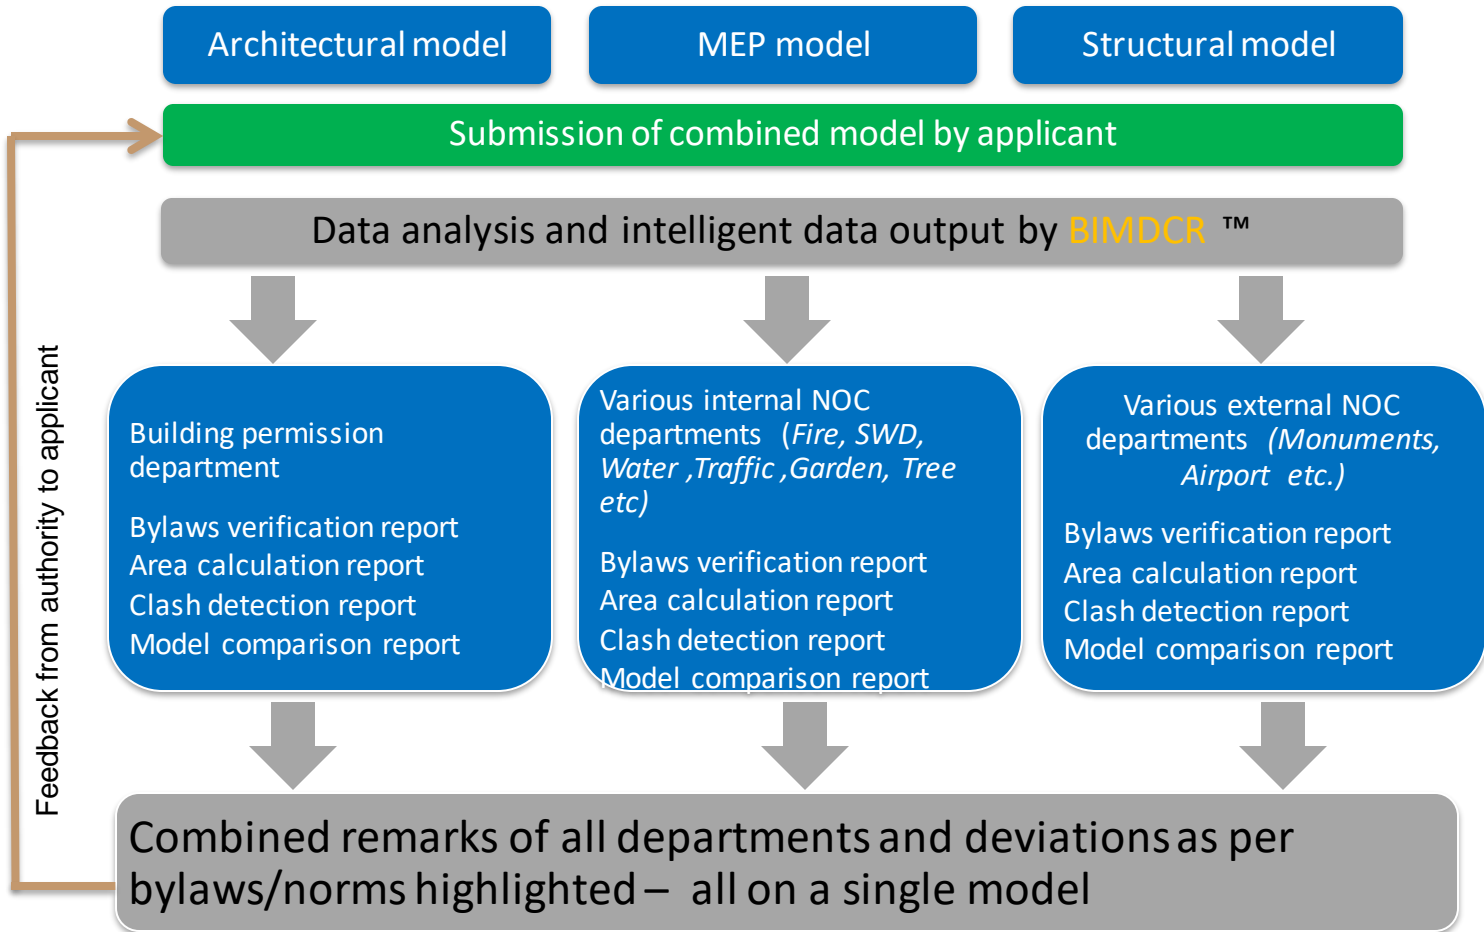 Architectural model
MEP model
Structural model
Submission of combined model by applicant
Data analysis and intelligent data output by BIMDCR ™
Feedback from authority to applicant
Building permission
department
Bylaws verification report
Area calculation report
Clash detection report
Model comparison report
Various internal NOC
departments (Fire, SWD,
Water ,Traffic ,Garden, Tree
etc)
Bylaws verification report
Area calculation report
Clash detection report
Model comparison report
Various external NOC
departments (Monuments,
Airport etc.)
Bylaws verification report
Area calculation report
Clash detection report
Model comparison report
Combined remarks of all departments and deviations as per
bylaws/norms highlighted – all on a single model